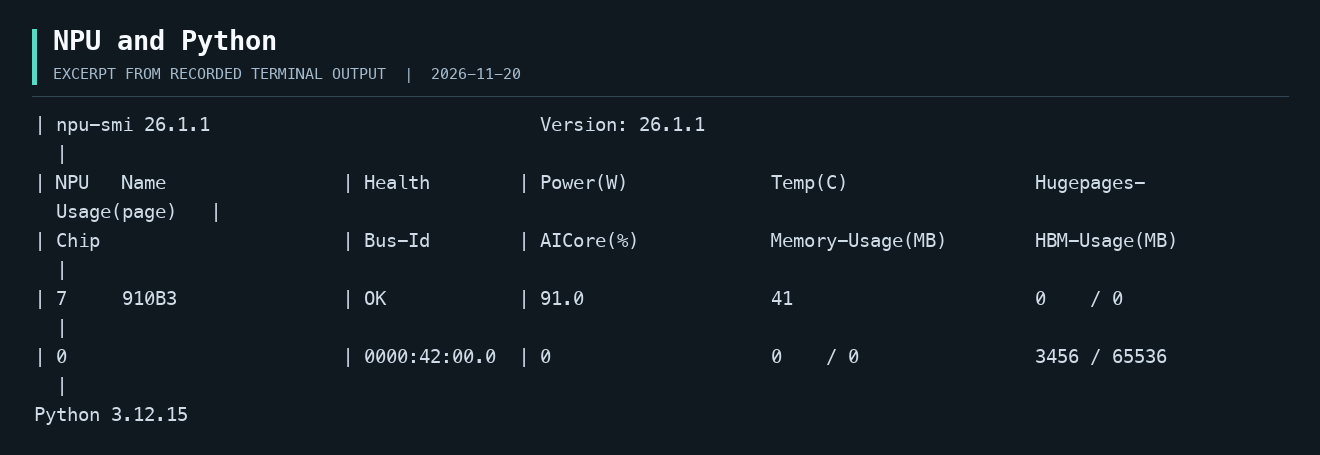 NPU and Python
EXCERPT FROM RECORDED TERMINAL OUTPUT | 2026-11-20
| npu-smi 26.1.1 Version: 26.1.1
|
| NPU Name | Health | Power(W) Temp(C) Hugepages-
Usage(page) |
| Chip | Bus-Id | AICore(%) Memory-Usage(MB) HBM-Usage(MB)
|
| 7 910B3 | OK | 91.0 41 0 / 0
|
| 0 | 0000:42:00.0 | 0 0 / 0 3456 / 65536
|
Python 3.12.15